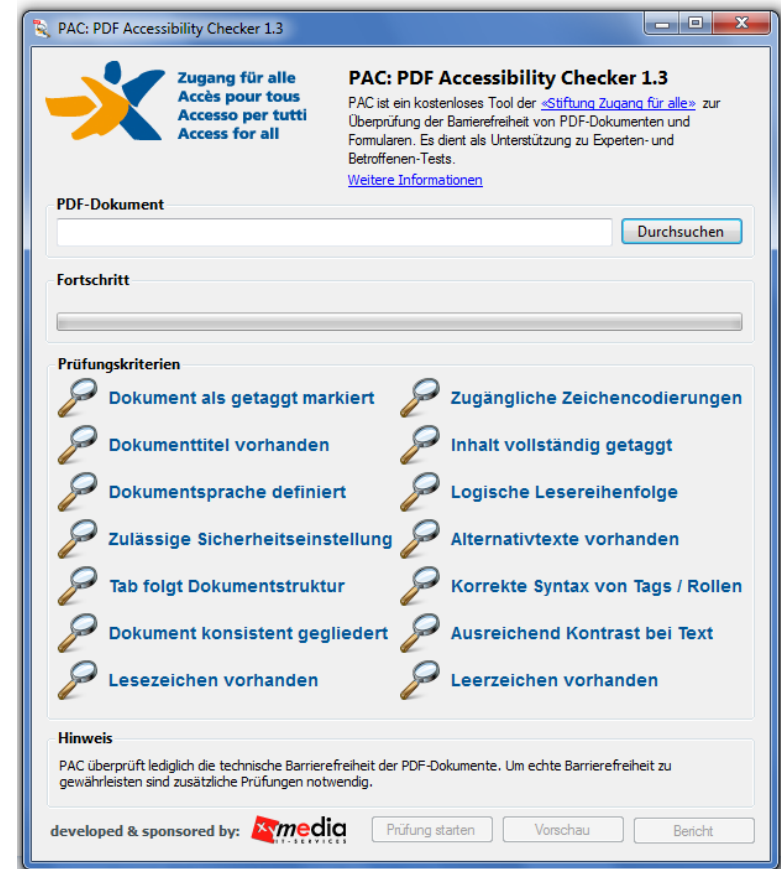 PAC: PDF Accessibility Checker 1.3
Zugang für alle
Accès pour tous
Accesso per tutti
Access for all
PAC: PDF Accessibility Checker 1.3
PAC ist ein kostenloses Tool der «Stiftung Zugang für alle» zur
Überprüfung der Barrierefreiheit von PDF-Dokumenten und
Formularen. Es dient als Unterstützung zu Experten- und
Betroffenen-Tests.
Weitere Informationen
PDF-Dokument
Durchsuchen
Fortschritt
Prüfungskriterien
Dokument als getaggt markiert
Zugängliche Zeichencodierungen
Dokumenttitel vorhanden
Inhalt vollständig getaggt
Dokumentsprache definiert
Logische Lesereihenfolge
Zulässige Sicherheitseinstellung
Alternativtexte vorhanden
Tab folgt Dokumentstruktur
Korrekte Syntax von Tags / Rollen
Dokument konsistent gegliedert
Ausreichend Kontrast bei Text
Lesezeichen vorhanden
Leerzeichen vorhanden
Hinweis
PAC überprüft lediglich die technische Barrierefreiheit der PDF-Dokumente. Um echte Barrierefreiheit zu
gewährleisten sind zusätzliche Prüfungen notwendig.
developed & sponsored by:
xymedia
IT-SERVICES
Prüfung starten
Vorschau
Bericht